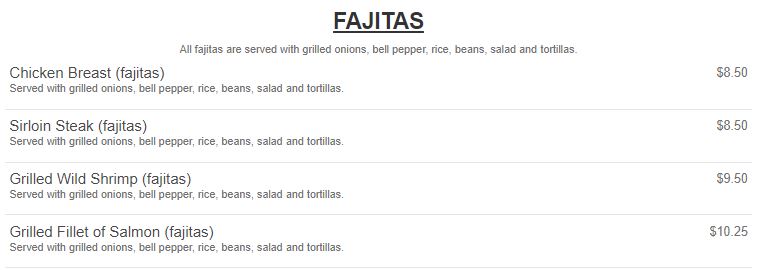 FAJITAS
All fajitas are served with grilled onions, bell pepper, rice, beans, salad and tortillas.
Chicken Breast (fajitas) $8.50
Served with grilled onions, bell pepper, rice, beans, salad and tortillas.
Sirloin Steak (fajitas) $8.50
Served with grilled onions, bell pepper, rice, beans, salad and tortillas.
Grilled Wild Shrimp (fajitas) $9.50
Served with grilled onions, bell pepper, rice, beans, salad and tortillas.
Grilled Fillet of Salmon (fajitas) $10.25
Served with grilled onions, bell pepper, rice, beans, salad and tortillas.